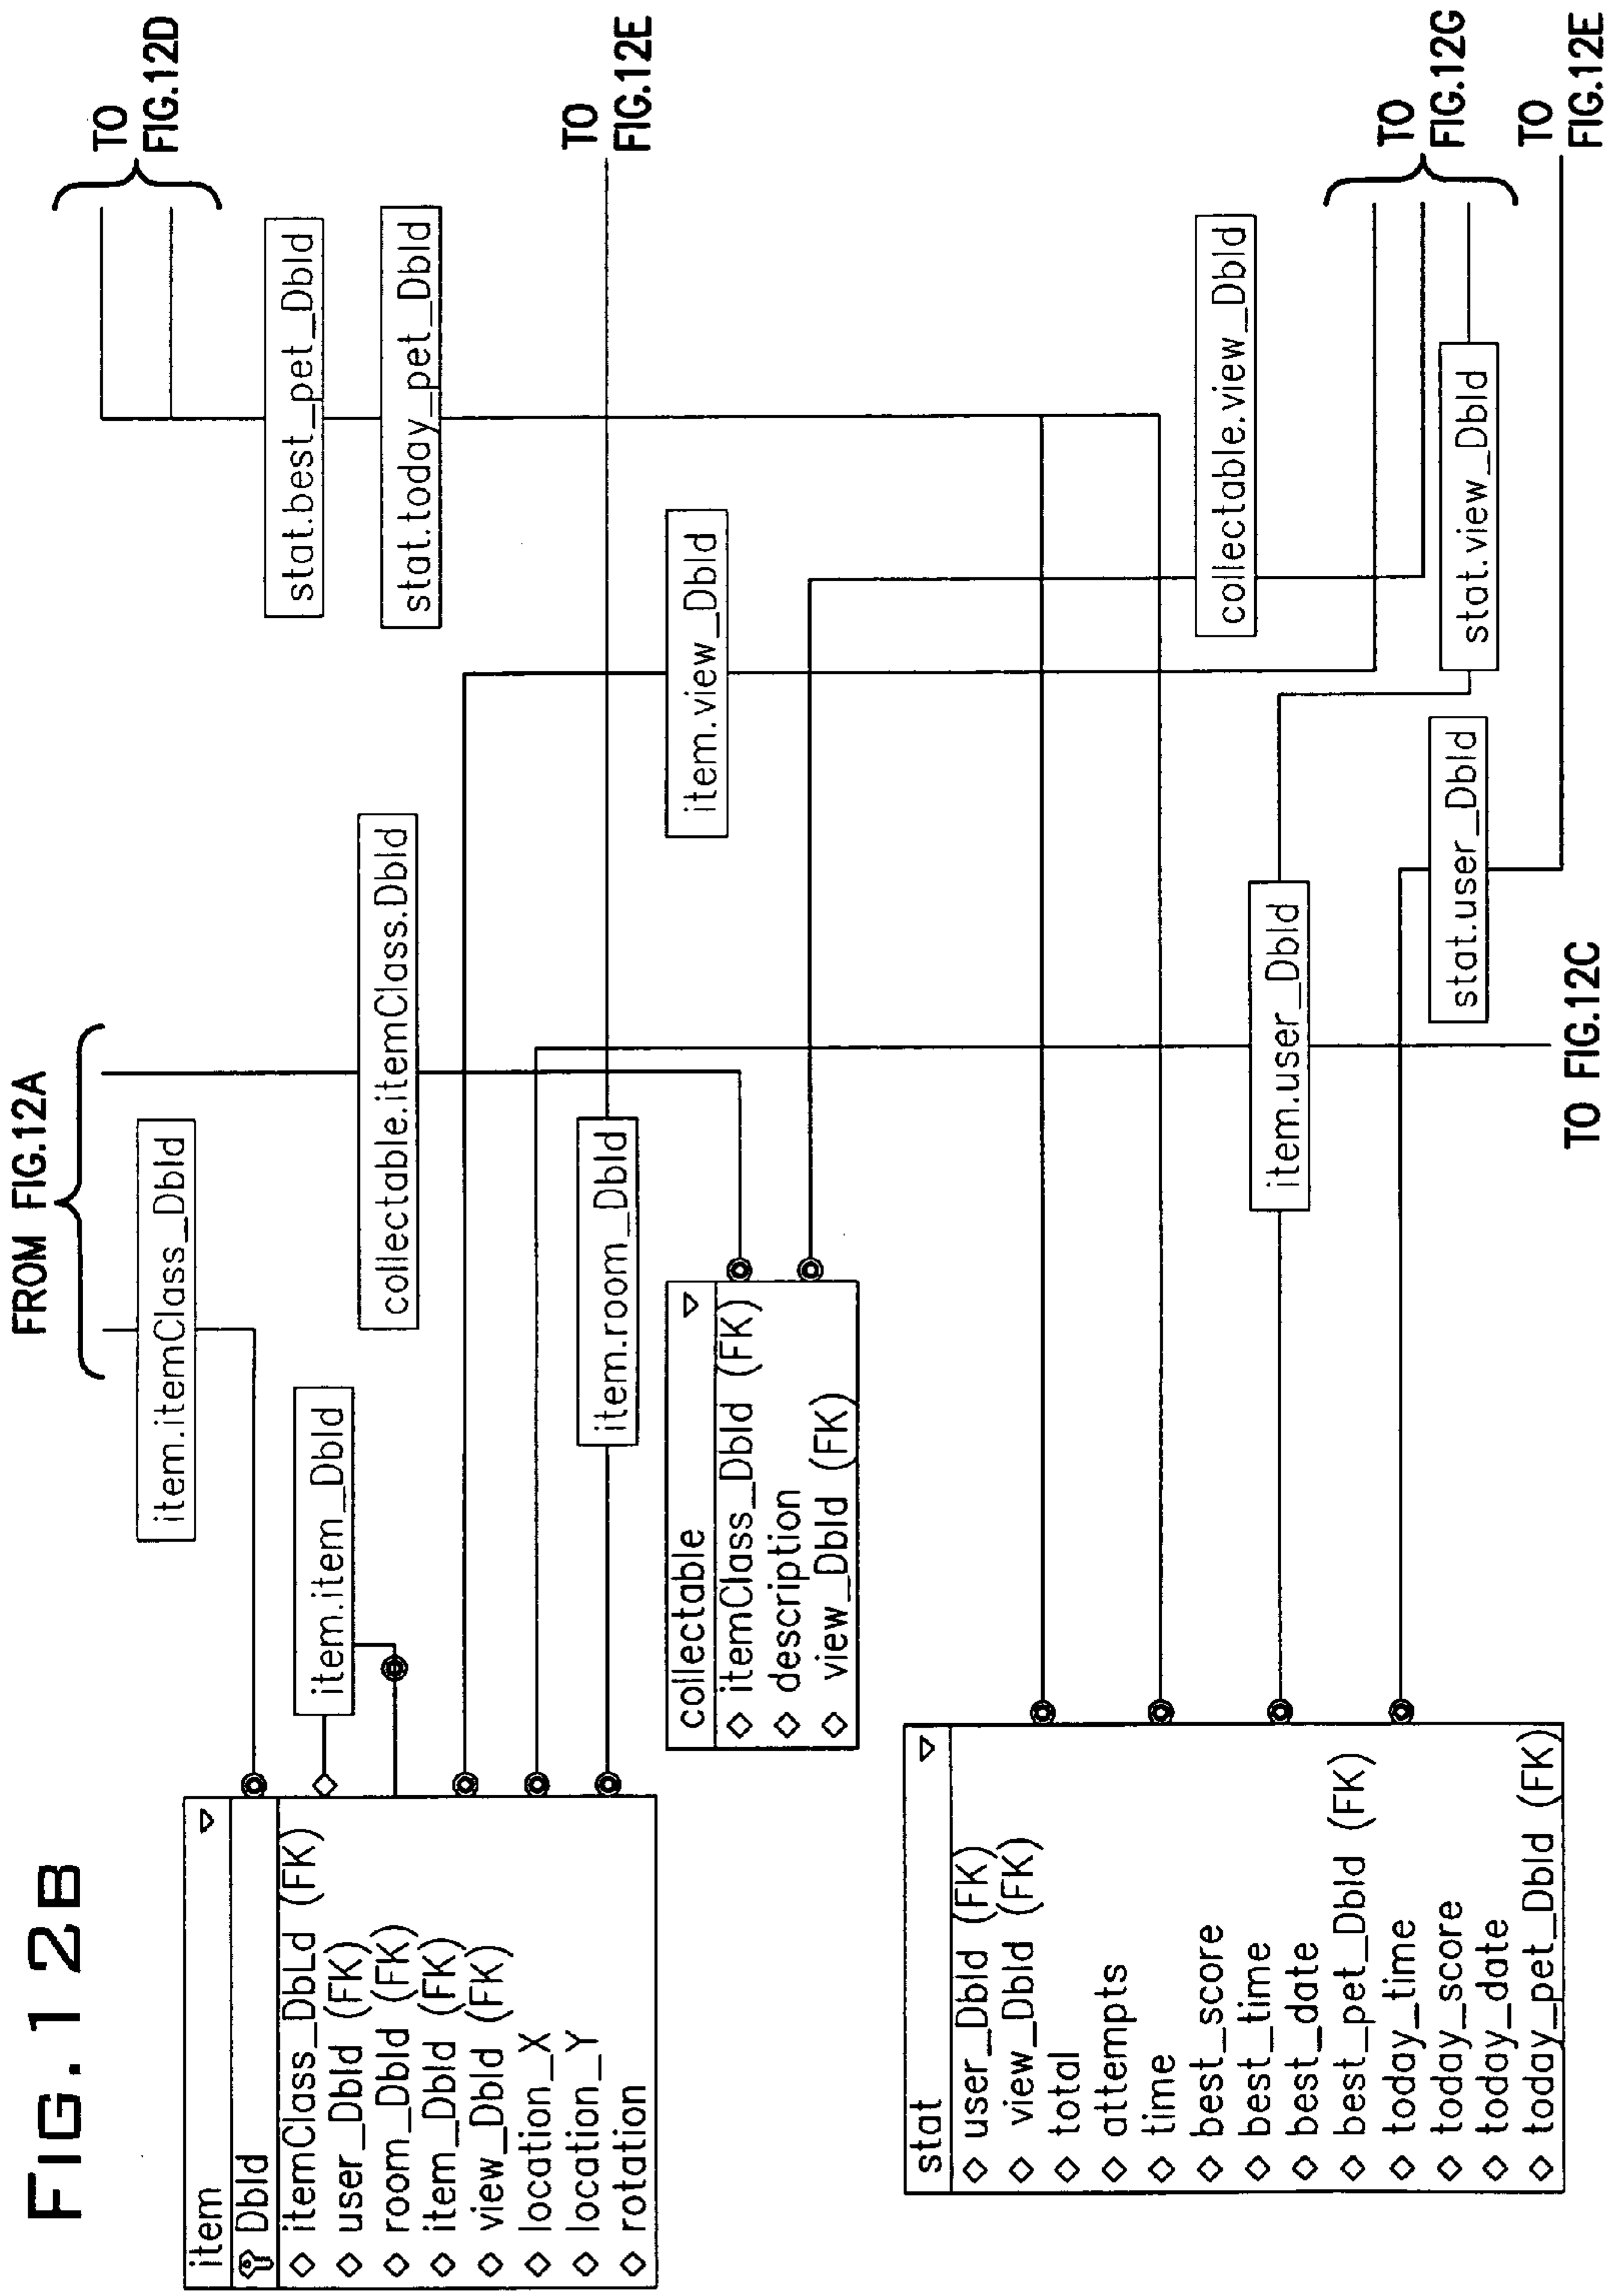 FIG.12B
FROM FIG.12A
item
DbId
itemClass_DbLd (FK)
user_DbId (FK)
room_DbId (FK)
item_DbId (FK)
view_DbId (FK)
location_X
location_Y
rotation
item.itemClass_DbId
item.item_DbId
collectable.itemClass.DbId
item.room_DbId
item.view_DbId
stat.best_pet_DbId
stat.today_pet_DbId
TO
FIG.12D
TO
FIG.12E
collectable
itemClass_DbId (FK)
description
view_DbId (FK)
collectable.view_DbId
stat
user_DbId (FK)
view_DbId (FK)
total
attempts
time
best_score
best_time
best_date
best_pet_DbId (FK)
today_time
today_score
today_date
today_pet_DbId (FK)
item.user_DbId
stat.user_DbId
stat.view_DbId
TO
FIG.12G
TO
FIG.12E
TO FIG.12C